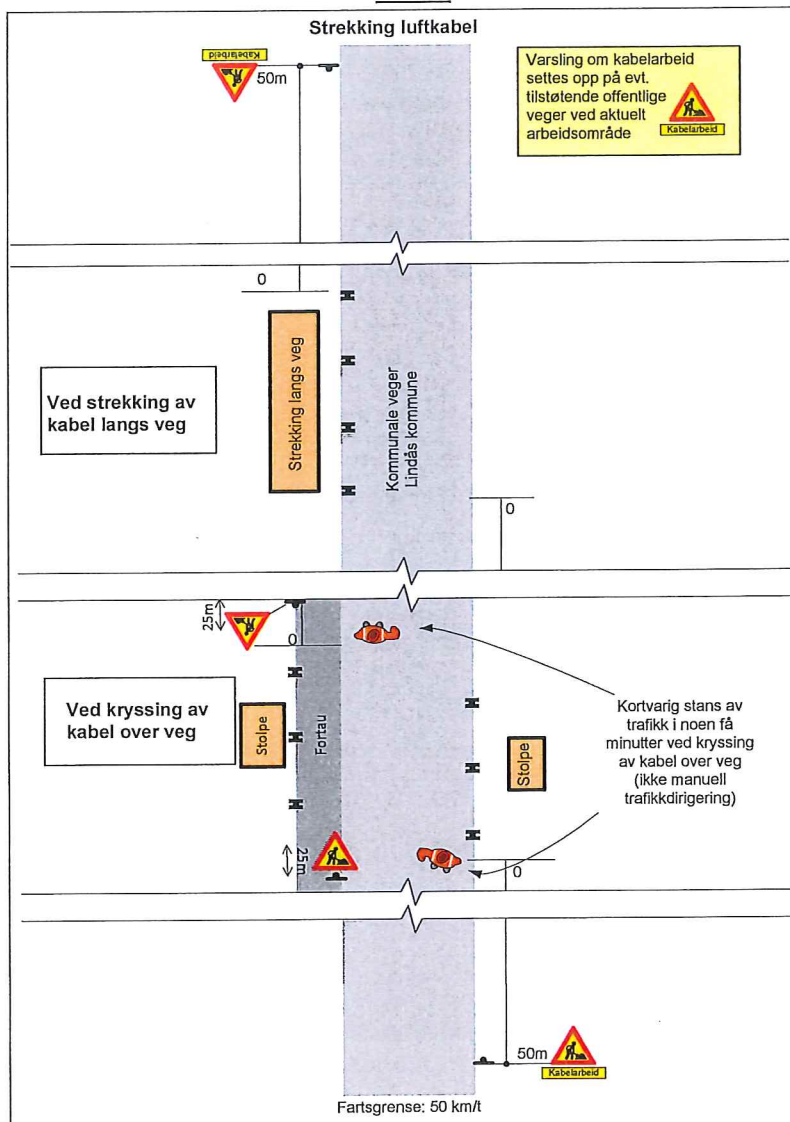 Strekking luftkabel
Kabelarbeid
50m
Varsling om kabelarbeid
settes opp på evt.
tilstøtende offentlige
veger ved aktuelt
arbeidsområde
Kabelarbeid
0
Ved strekking av
kabel langs veg
Strekking langs veg
Kommunale veger
Lindås kommune
0
25m
0
Ved kryssing av
kabel over veg
Stolpe
Fortau
Stolpe
Kortvarig stans av
trafikk i noen få
minutter ved kryssing
av kabel over veg
(ikke manuell
trafikkdirigering)
25m
0
50m
Kabelarbeid
Fartsgrense: 50 km/t